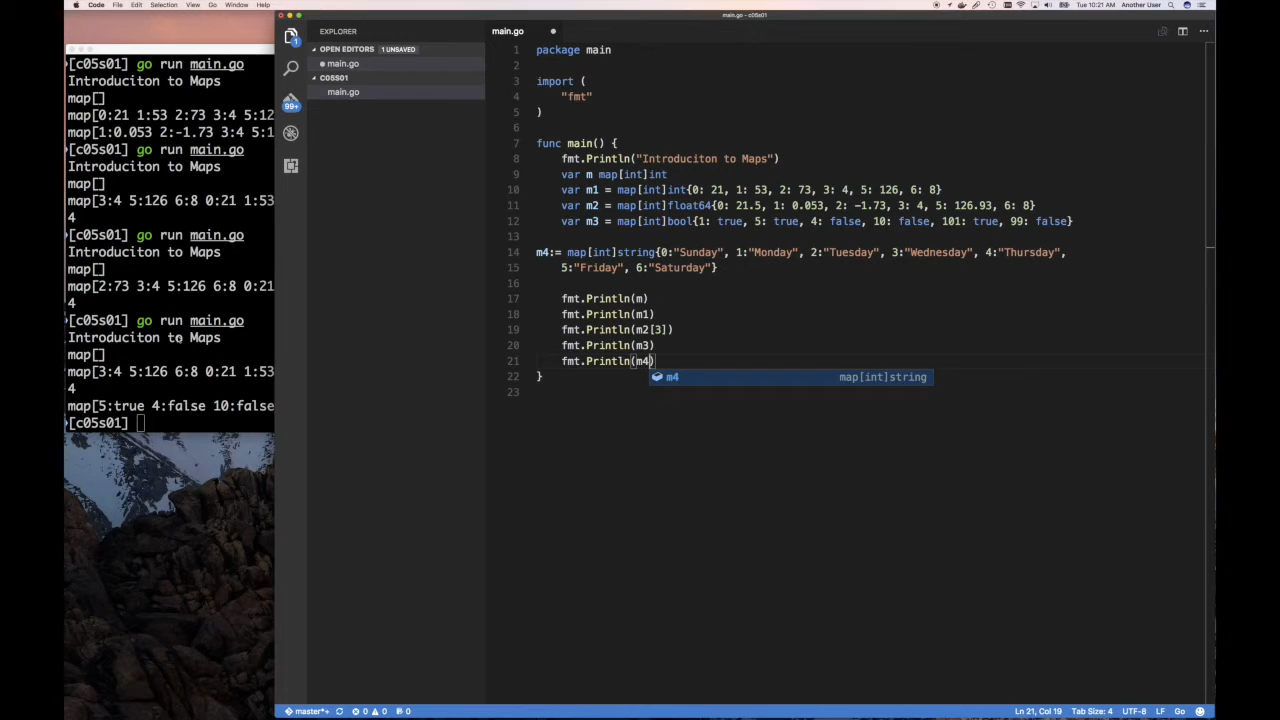 Code File Edit Selection View Go Window Help
Tue 10:21 AM Another User
main.go — c05s01
[c05s01] go run main.go
Introduciton to Maps
map[]
map[0:21 1:53 2:73 3:4 5:12
map[1:0.053 2:-1.73 3:4 5:1
[c05s01] go run main.go
Introduciton to Maps
map[]
map[3:4 5:126 6:8 0:21 1:53
4
[c05s01] go run main.go
Introduciton to Maps
map[]
map[2:73 3:4 5:126 6:8 0:21
4
[c05s01] go run main.go
Introduciton to Maps
map[]
map[3:4 5:126 6:8 0:21 1:53
4
map[5:true 4:false 10:false
[c05s01]
1
99+
EXPLORER
OPEN EDITORS 1 UNSAVED
main.go
C05S01
main.go
main.go
1 package main
2
3 import (
4 "fmt"
5 )
6
7 func main() {
8 fmt.Println("Introduciton to Maps")
9 var m map[int]int
10 var m1 = map[int]int{0: 21, 1: 53, 2: 73, 3: 4, 5: 126, 6: 8}
11 var m2 = map[int]float64{0: 21.5, 1: 0.053, 2: -1.73, 3: 4, 5: 126.93, 6: 8}
12 var m3 = map[int]bool{1: true, 5: true, 4: false, 10: false, 101: true, 99: false}
13
14 m4:= map[int]string{0:"Sunday", 1:"Monday", 2:"Tuesday", 3:"Wednesday", 4:"Thursday",
15 5:"Friday", 6:"Saturday"}
16
17 fmt.Println(m)
18 fmt.Println(m1)
19 fmt.Println(m2[3])
20 fmt.Println(m3)
21 fmt.Println(m4)
m4 map[int]string
22 }
23
master*+ 0 0 0
Ln 21, Col 19 Tab Size: 4 UTF-8 LF Go